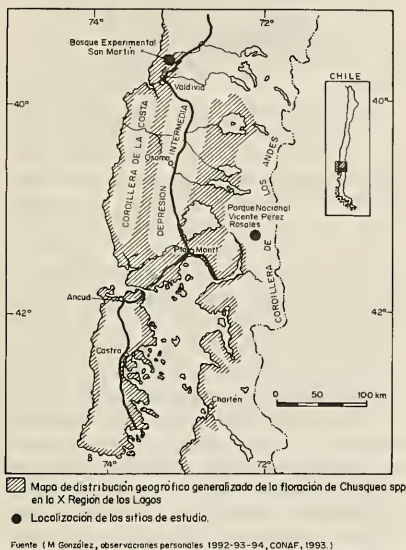 74°
72°
Bosque Experimental
San Martín
Valdivia
CHILE
40°
40°
CORDILLERA DE LA COSTA
DEPRESION INTERMEDIA
Osorno
LOS ANDES
CORDILLERA DE
Parque Nacional
Vicente Pérez
Rosales
Pto. Montt
Ancud
42°
42°
Castro
Chaitén
0 50 100 km
74°
72°
Mapa de distribución geográfica generalizado de la floración de Chusquea spp
en la X Región de los Lagos
Localización de los sitios de estudio.
Fuente (M González, observaciones personales 1992-93-94, CONAF, 1993.)